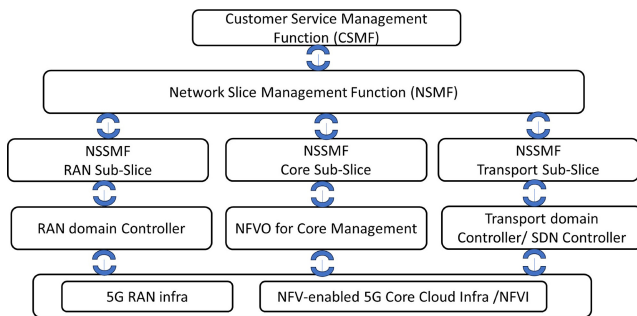 Customer Service Management
Function (CSMF)
Network Slice Management Function (NSMF)
NSSMF
RAN Sub-Slice
NSSMF
Core Sub-Slice
NSSMF
Transport Sub-Slice
RAN domain Controller
NFVO for Core Management
Transport domain
Controller/ SDN Controller
5G RAN infra
NFV-enabled 5G Core Cloud Infra /NFVI